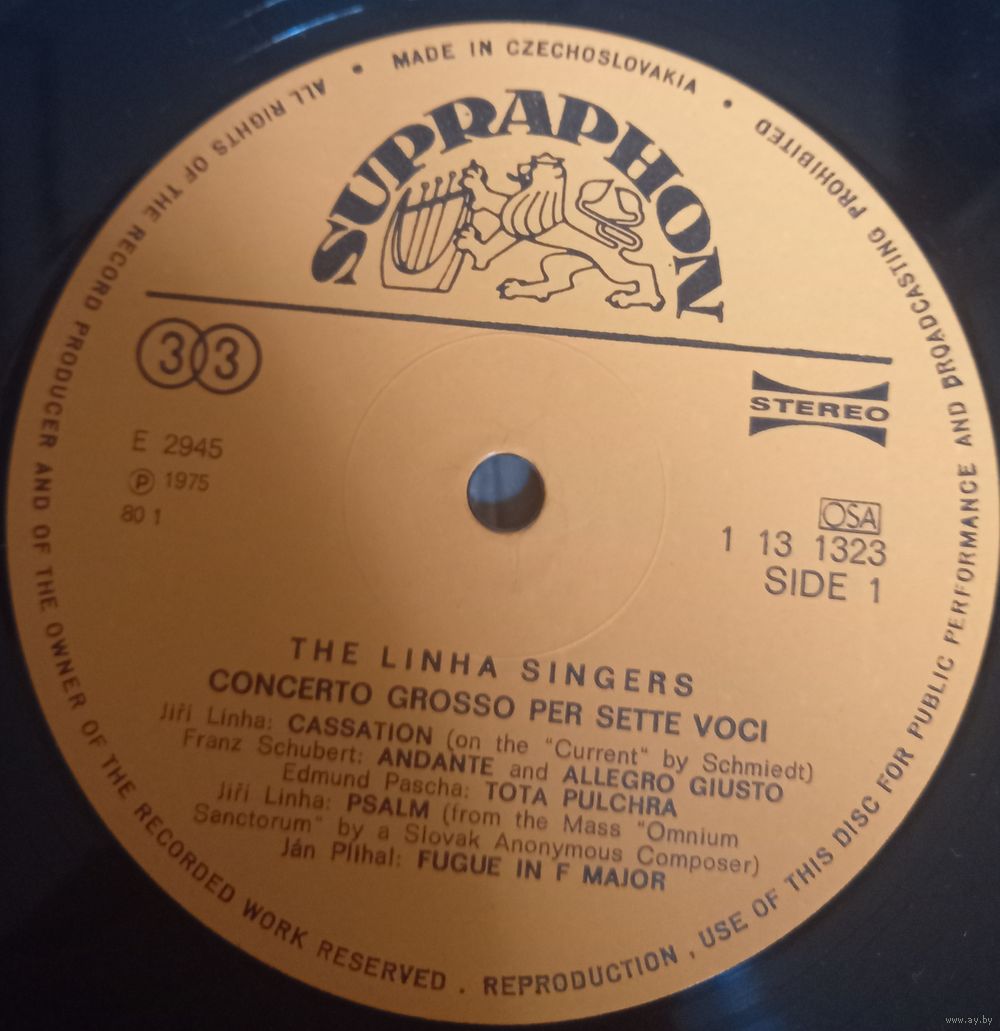 MADE IN CZECHOSLOVAKIA •
ALL RIGHTS OF THE RECORD PRODUCER AND OF THE OWNER OF THE RECORDED WORK RESERVED . REPRODUCTION , USE OF THIS DISC FOR PUBLIC PERFORMANCE AND BROADCASTING PROHIBITED •
SUPRAPHON
33
STEREO
E 2945
Ⓟ 1975
80 1
OSA
1 13 1323
SIDE 1
THE LINHA SINGERS
CONCERTO GROSSO PER SETTE VOCI
Jiří Linha: CASSATION (on the "Current" by Schmiedt)
Franz Schubert: ANDANTE and ALLEGRO GIUSTO
Edmund Pascha: TOTA PULCHRA
Jiří Linha: PSALM (from the Mass "Omnium
Sanctorum" by a Slovak Anonymous Composer)
Ján Plíhal: FUGUE IN F MAJOR
www.ay.by